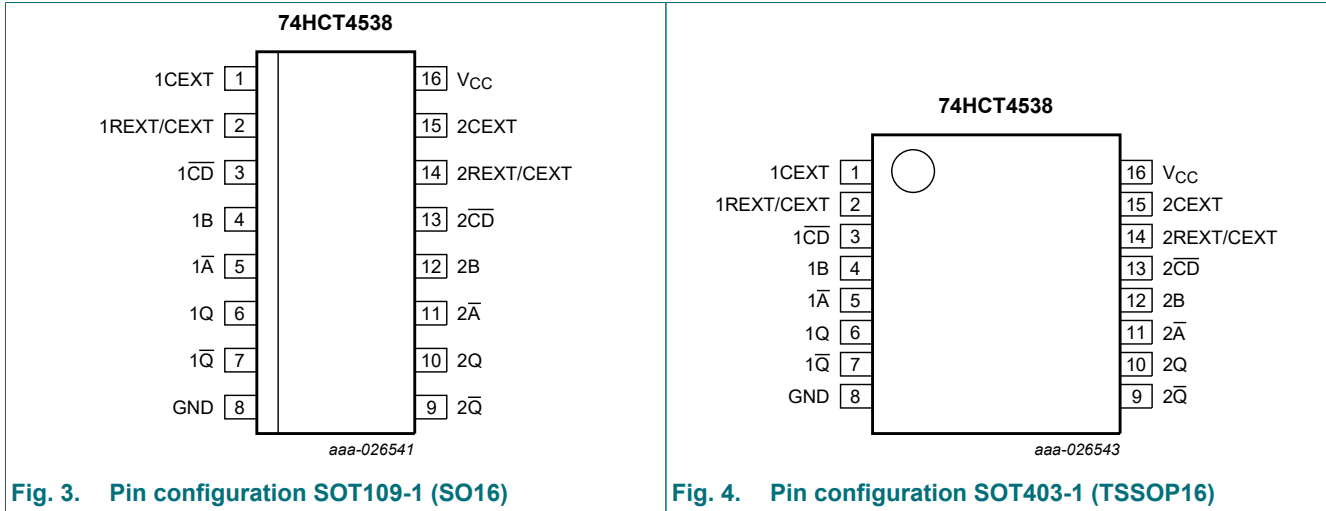 74HCT4538
1CEXT 1
1REXT/CEXT 2
1C̅D̅ 3
1B 4
1A̅ 5
1Q 6
1Q̅ 7
GND 8
16 VCC
15 2CEXT
14 2REXT/CEXT
13 2C̅D̅
12 2B
11 2A̅
10 2Q
9 2Q̅
aaa-026541
Fig. 3. Pin configuration SOT109-1 (SO16)
74HCT4538
1CEXT 1
1REXT/CEXT 2
1C̅D̅ 3
1B 4
1A̅ 5
1Q 6
1Q̅ 7
GND 8
16 VCC
15 2CEXT
14 2REXT/CEXT
13 2C̅D̅
12 2B
11 2A̅
10 2Q
9 2Q̅
aaa-026543
Fig. 4. Pin configuration SOT403-1 (TSSOP16)